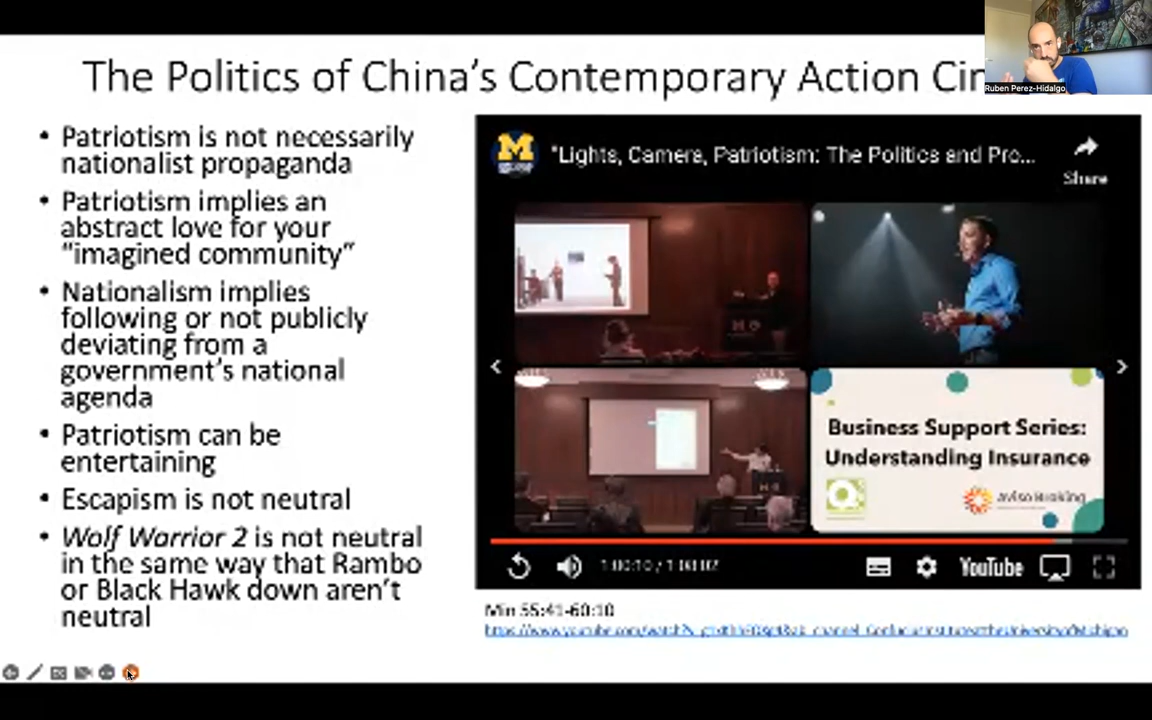 The Politics of China's Contemporary Action
Ruben Perez-Hidalgo
• Patriotism is not necessarily
nationalist propaganda
• Patriotism implies an
abstract love for your
"imagined community"
• Nationalism implies
following or not publicly
deviating from a
government's national
agenda
• Patriotism can be
entertaining
• Escapism is not neutral
• Wolf Warrior 2 is not neutral
in the same way that Rambo
or Black Hawk down aren't
neutral
M
"Lights, Camera, Patriotism: The Politics and Pro...
Share
Business Support Series:
Understanding Insurance
Aviso Broking
YouTube
Min 55:41-60:10